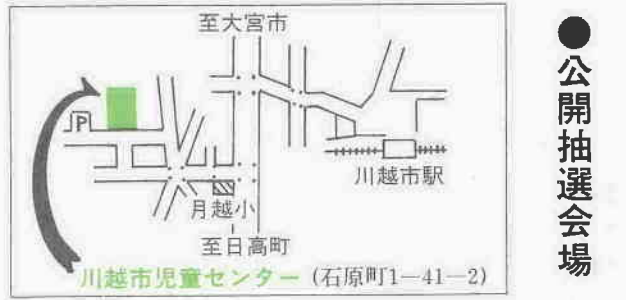 ●公開抽選会場
至大宮市
P
川越市駅
月越小
至日高町
川越市児童センター (石原町1―41―2)